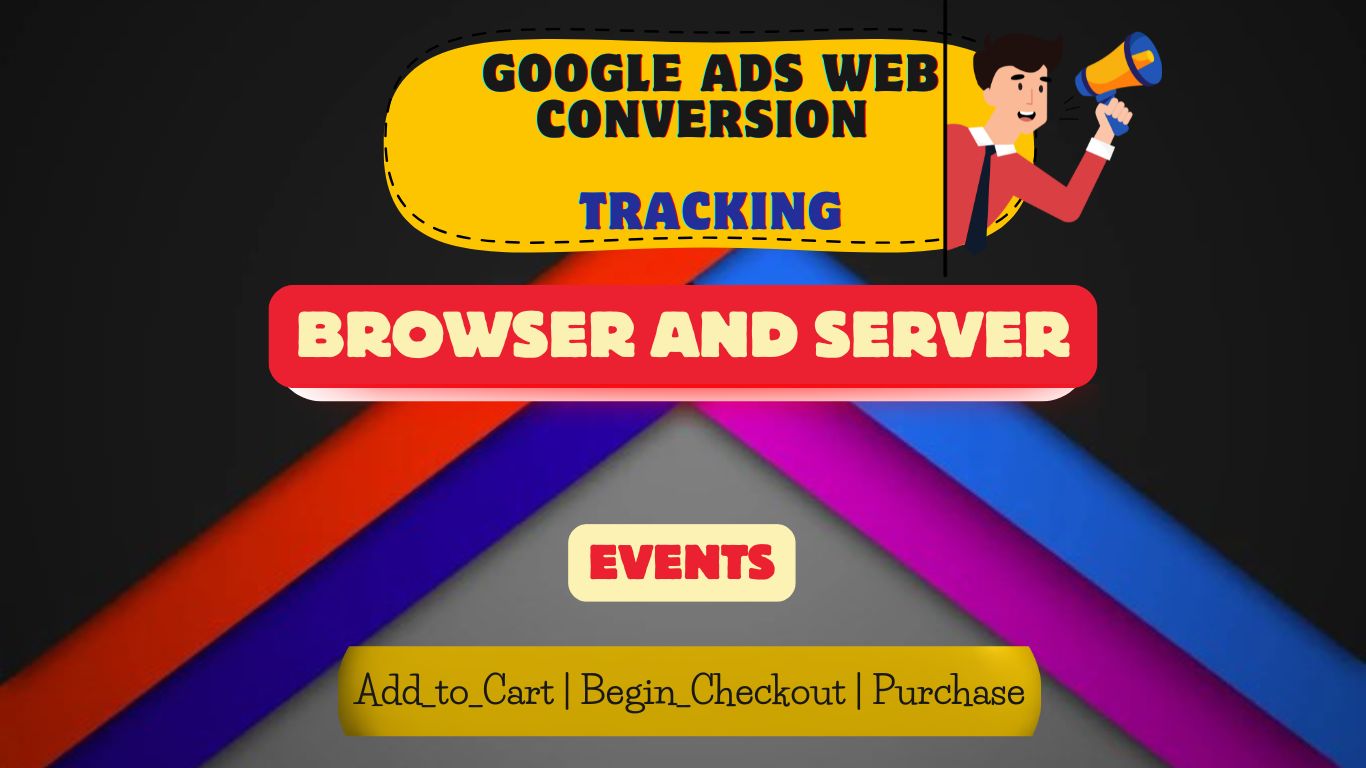 GOOGLE ADS WEB
CONVERSION
TRACKING
BROWSER AND SERVER
EVENTS
Add_to_Cart | Begin_Checkout | Purchase